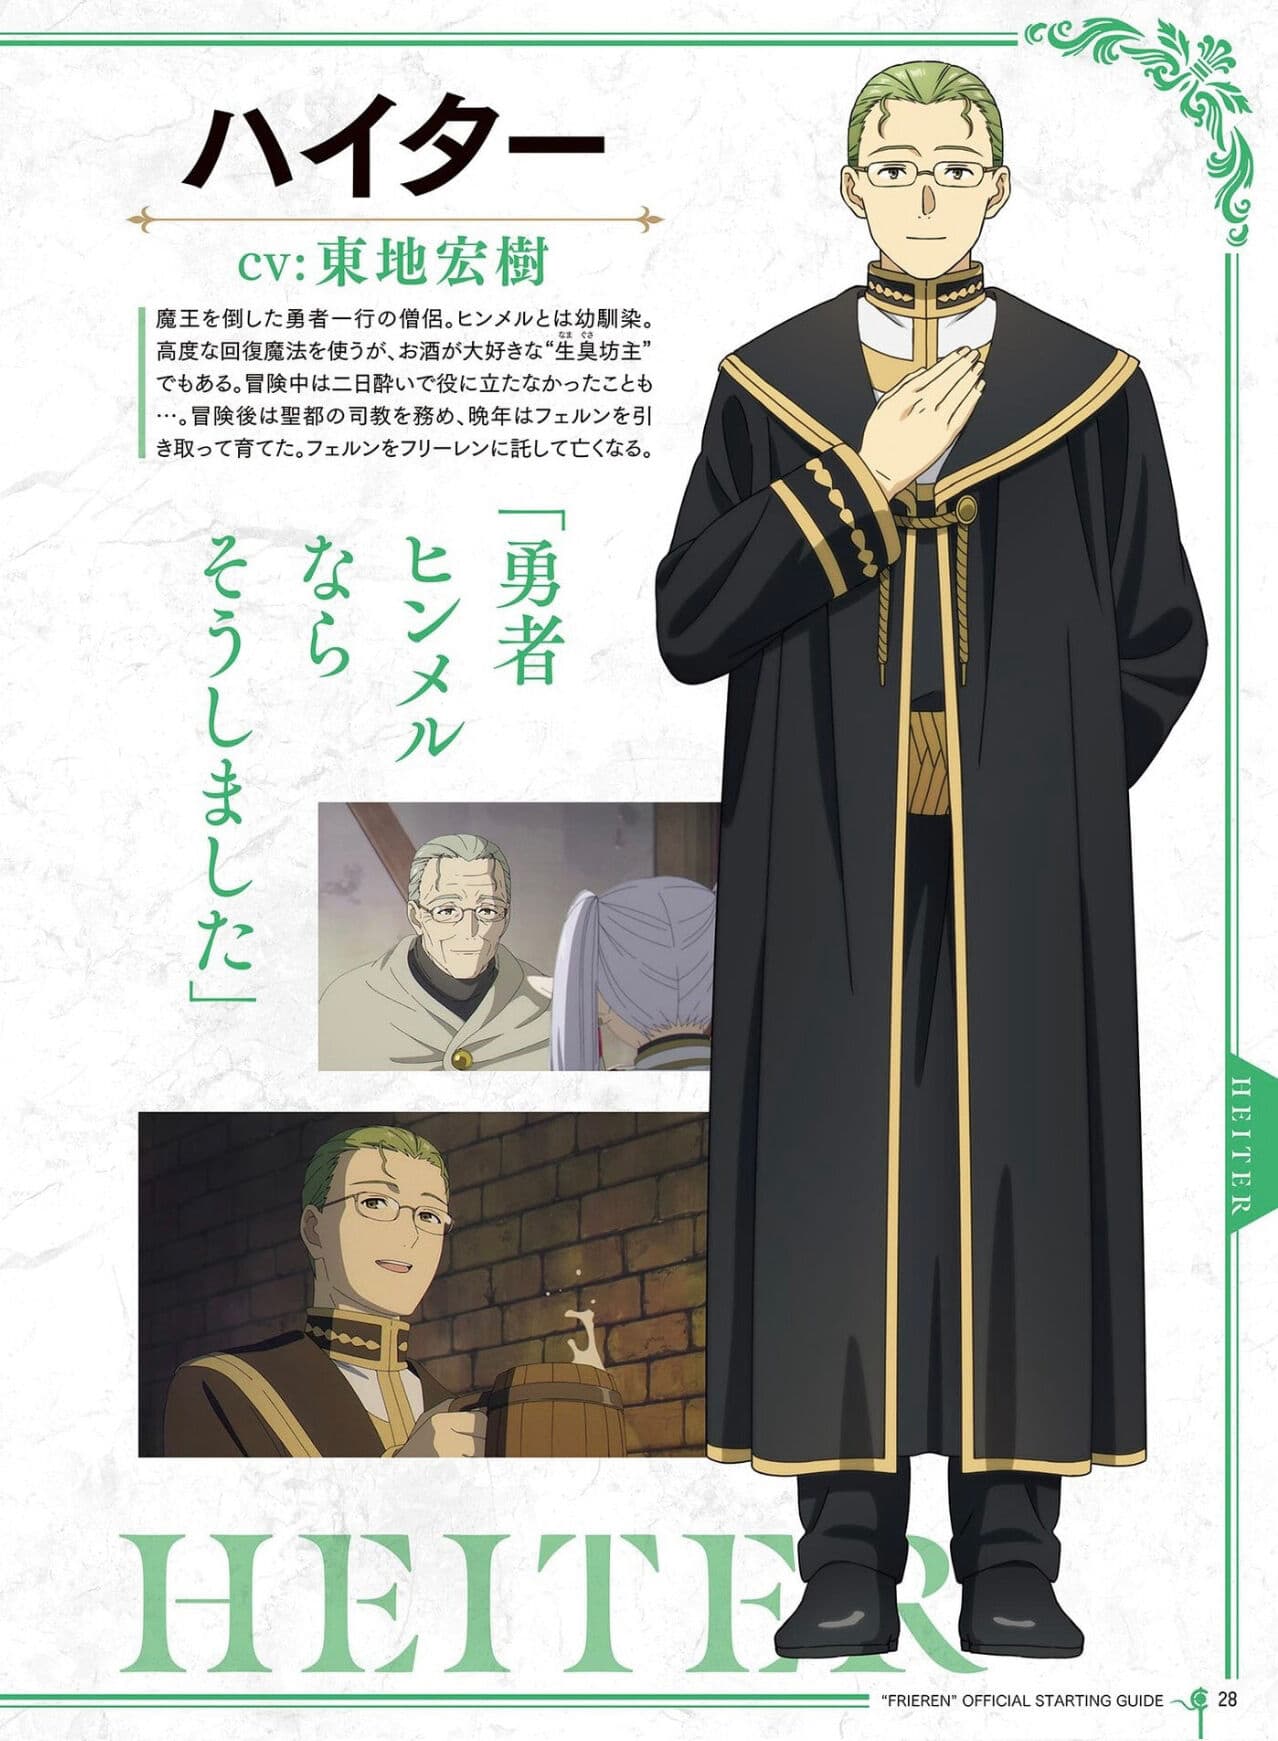 ハイター
cv:東地宏樹
魔王を倒した勇者一行の僧侶。ヒンメルとは幼馴染。
高度な回復魔法を使うが、お酒が大好きな“生臭坊主”
なま ぐさ
でもある。冒険中は二日酔いで役に立たなかったことも
…。冒険後は聖都の司教を務め、晩年はフェルンを引
き取って育てた。フェルンをフリーレンに託して亡くなる。
「勇者
ヒンメル
なら
そうしました」
HEITER
HEITER
“FRIEREN” OFFICIAL STARTING GUIDE
28